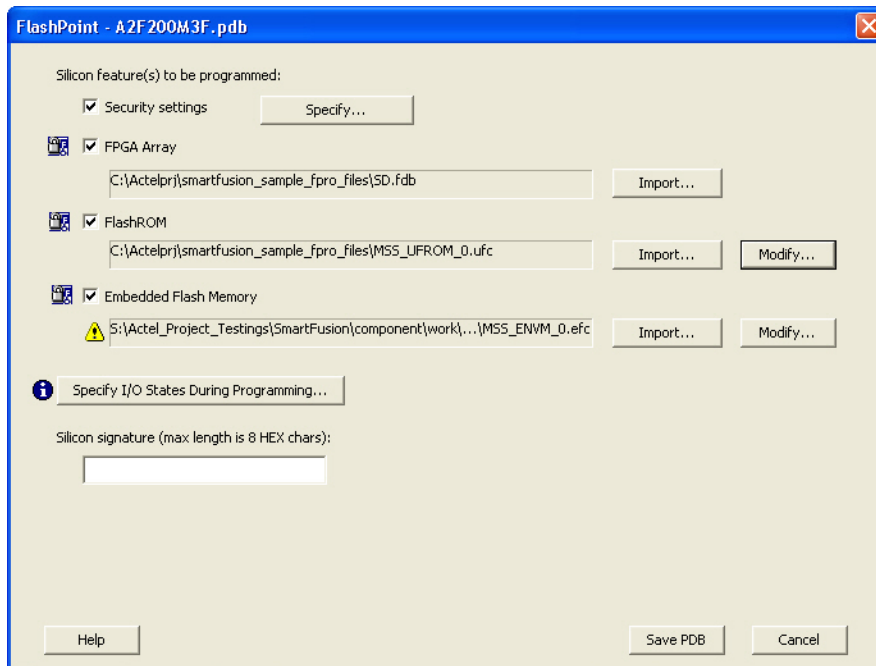 FlashPoint - A2F200M3F.pdb
Silicon feature(s) to be programmed:
Security settings
Specify...
FPGA Array
C:\Actelprj\smartfusion_sample_fpro_files\SD.fdb
Import...
FlashROM
C:\Actelprj\smartfusion_sample_fpro_files\MSS_UFROM_0.ufc
Import...
Modify...
Embedded Flash Memory
S:\Actel_Project_Testings\SmartFusion\component\work\...\MSS_ENVM_0.efc
Import...
Modify...
Specify I/O States During Programming...
Silicon signature (max length is 8 HEX chars):
Help
Save PDB
Cancel